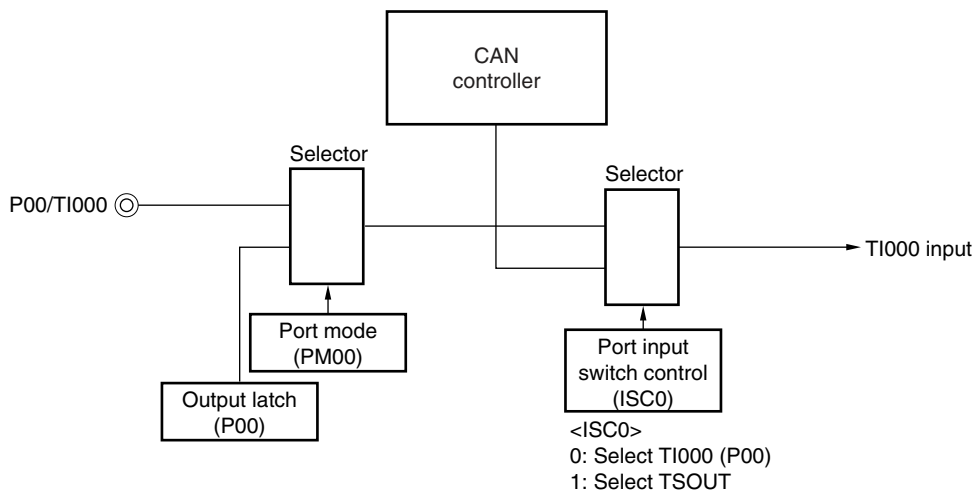 CAN
controller
Selector
Selector
P00/TI000
TI000 input
Port mode
(PM00)
Port input
switch control
(ISC0)
Output latch
(P00)
<ISC0>
0: Select TI000 (P00)
1: Select TSOUT